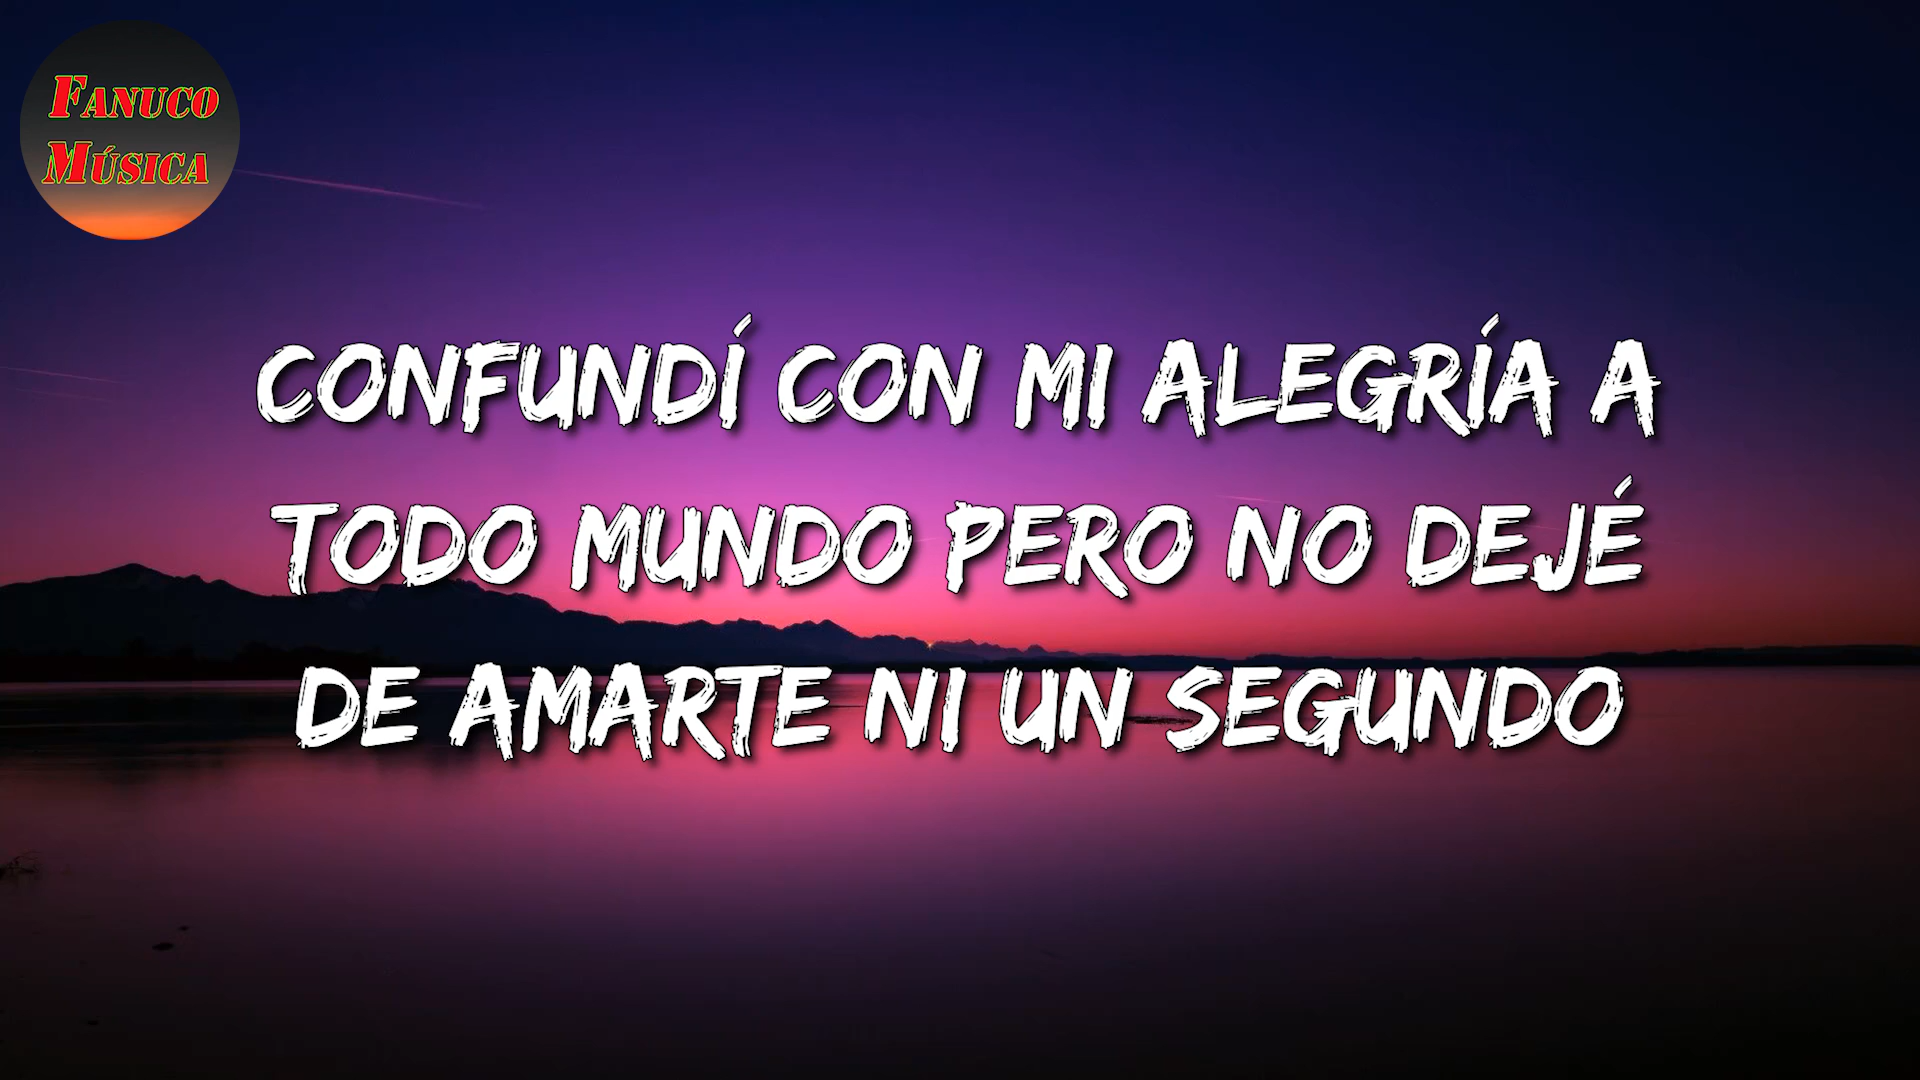 FANUCO
MÚSICA
CONFUNDÍ CON MI ALEGRÍA A
TODO MUNDO PERO NO DEJÉ
DE AMARTE NI UN SEGUNDO